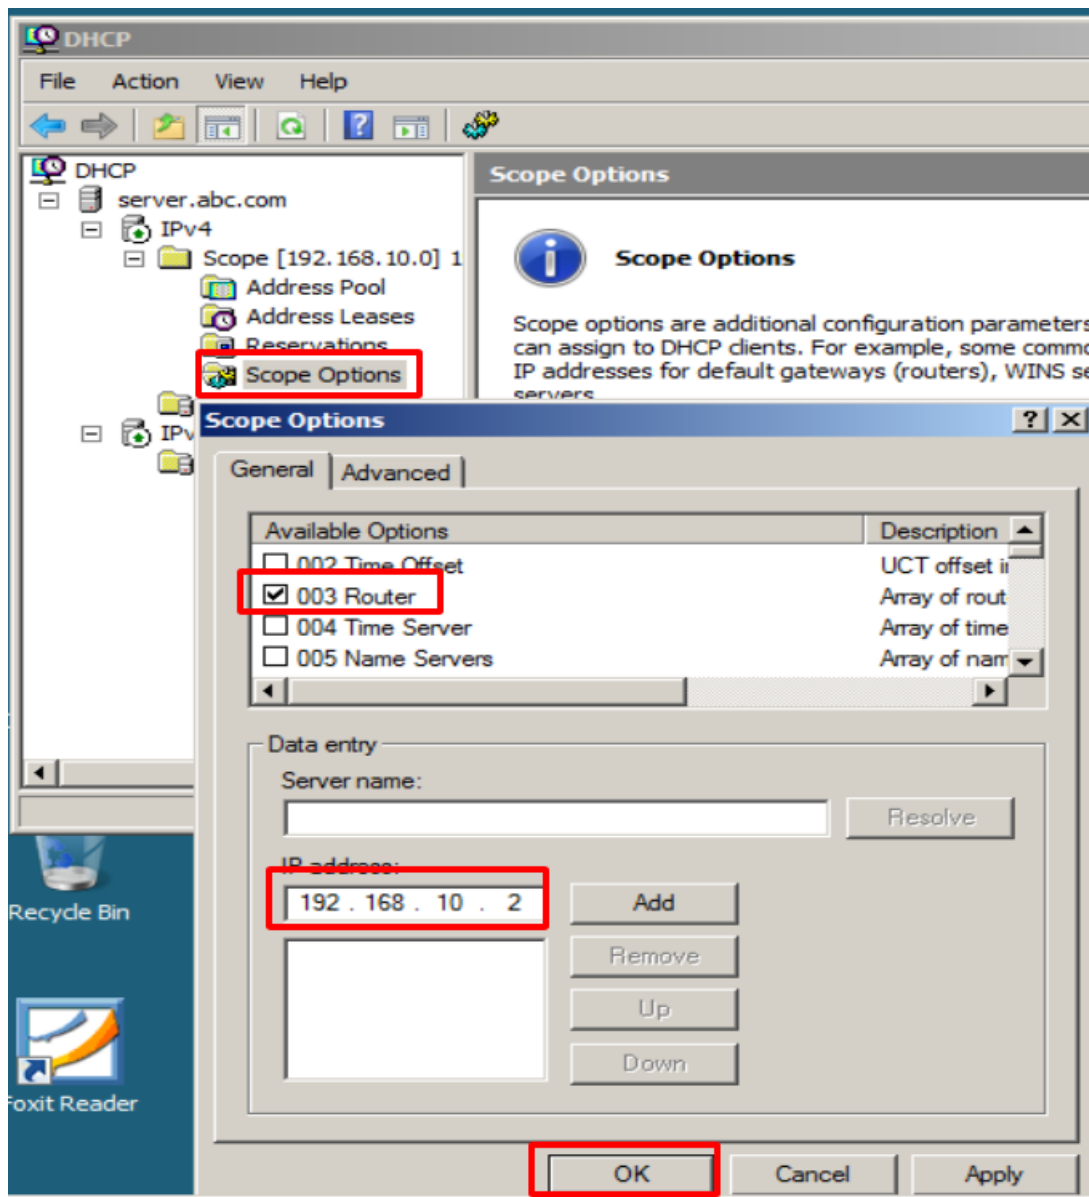 DHCP
File Action View Help
DHCP
server.abc.com
IPv4
Scope [192.168.10.0] 1
Address Pool
Address Leases
Reservations
Scope Options
IPv
Scope Options
Scope Options
Scope options are additional configuration parameters
can assign to DHCP clients. For example, some commo
IP addresses for default gateways (routers), WINS se
servers
Scope Options
General Advanced
Available Options Description
002 Time Offset UCT offset in
003 Router Array of rout
004 Time Server Array of time
005 Name Servers Array of nam
Data entry
Server name:
Resolve
IP address:
192 . 168 . 10 . 2
Add
Remove
Up
Down
OK Cancel Apply
Recycle Bin
Foxit Reader